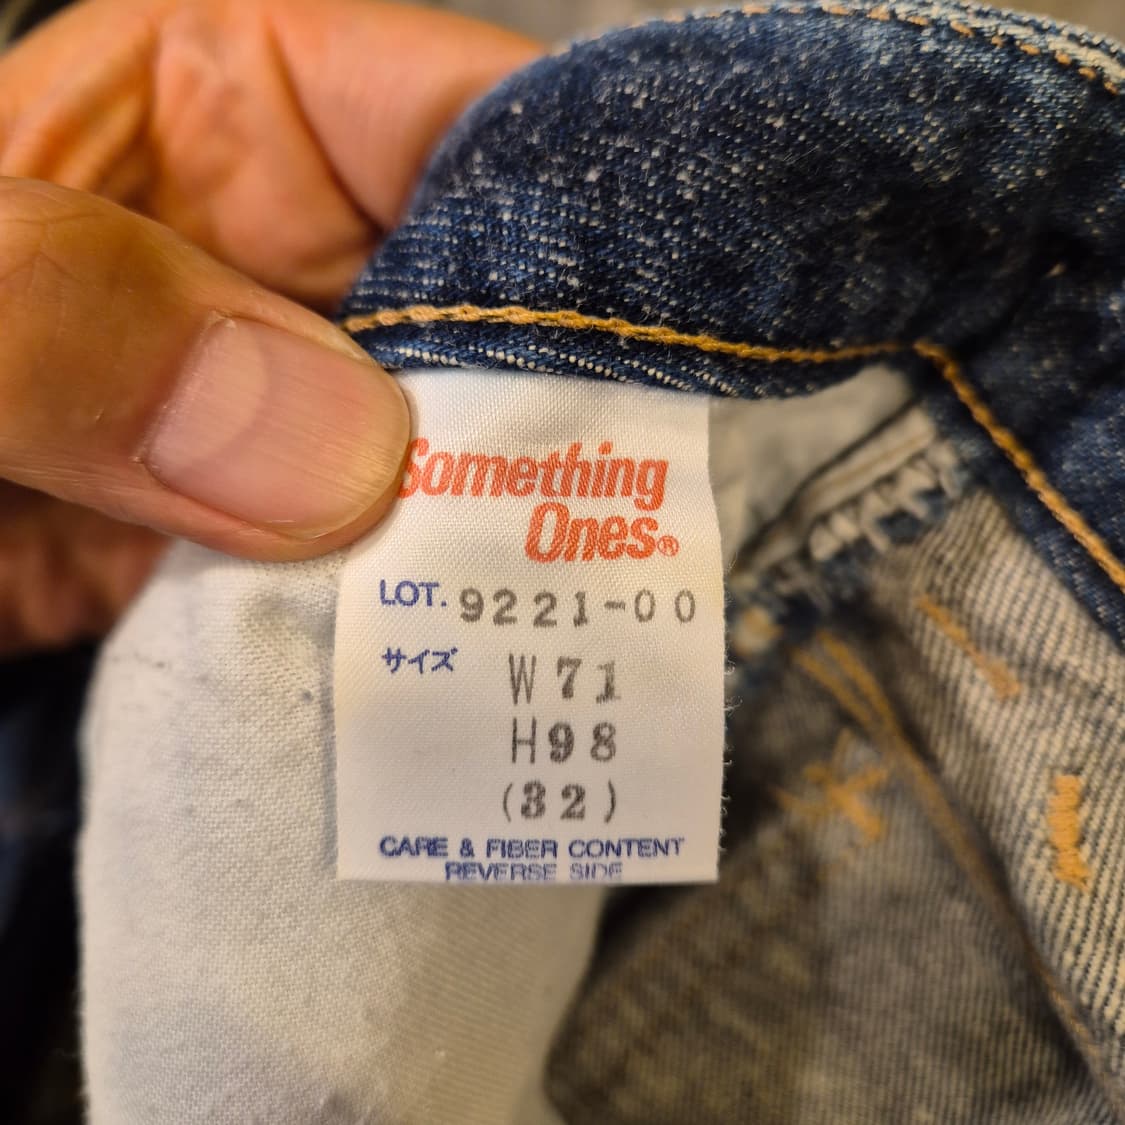 Something
Ones®
LOT. 9221-00
サイズ W71
H98
(32)
CARE & FIBER CONTENT
REVERSE SIDE